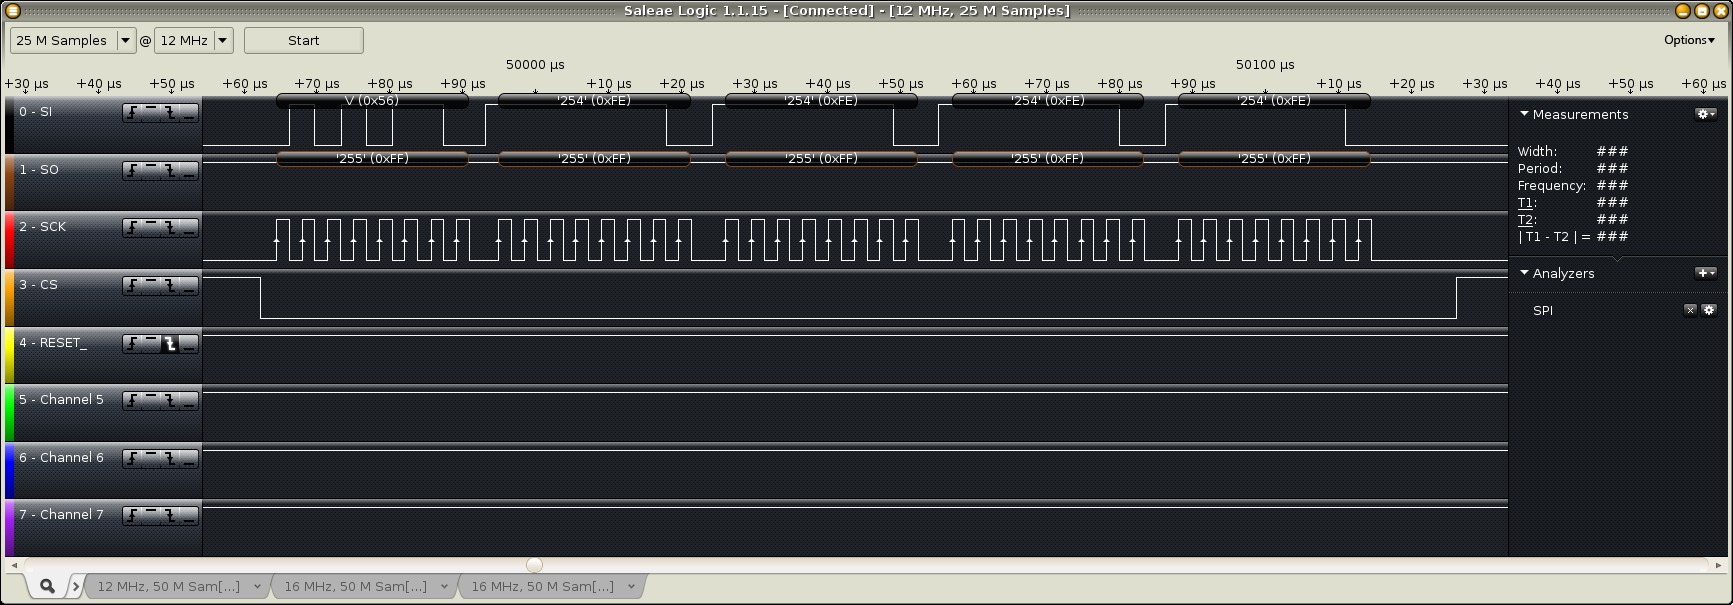 Saleae Logic 1.1.15 - [Connected] - [12 MHz, 25 M Samples]
25 M Samples @ 12 MHz Start Options▾
50000 µs 50100 µs
+30 µs +40 µs +50 µs +60 µs +70 µs +80 µs +90 µs +10 µs +20 µs +30 µs +40 µs +50 µs +60 µs +70 µs +80 µs +90 µs +10 µs +20 µs +30 µs +40 µs +50 µs +60 µs
0 - SI
V (0x56) '254' (0xFE) '254' (0xFE) '254' (0xFE) '254' (0xFE)
1 - SO
'255' (0xFF) '255' (0xFF) '255' (0xFF) '255' (0xFF) '255' (0xFF)
2 - SCK
3 - CS
4 - RESET_
5 - Channel 5
6 - Channel 6
7 - Channel 7
Measurements
Width: ###
Period: ###
Frequency: ###
T1: ###
T2: ###
| T1 - T2 | = ###
Analyzers
SPI
12 MHz, 50 M Sam[...] 16 MHz, 50 M Sam[...] 16 MHz, 50 M Sam[...]